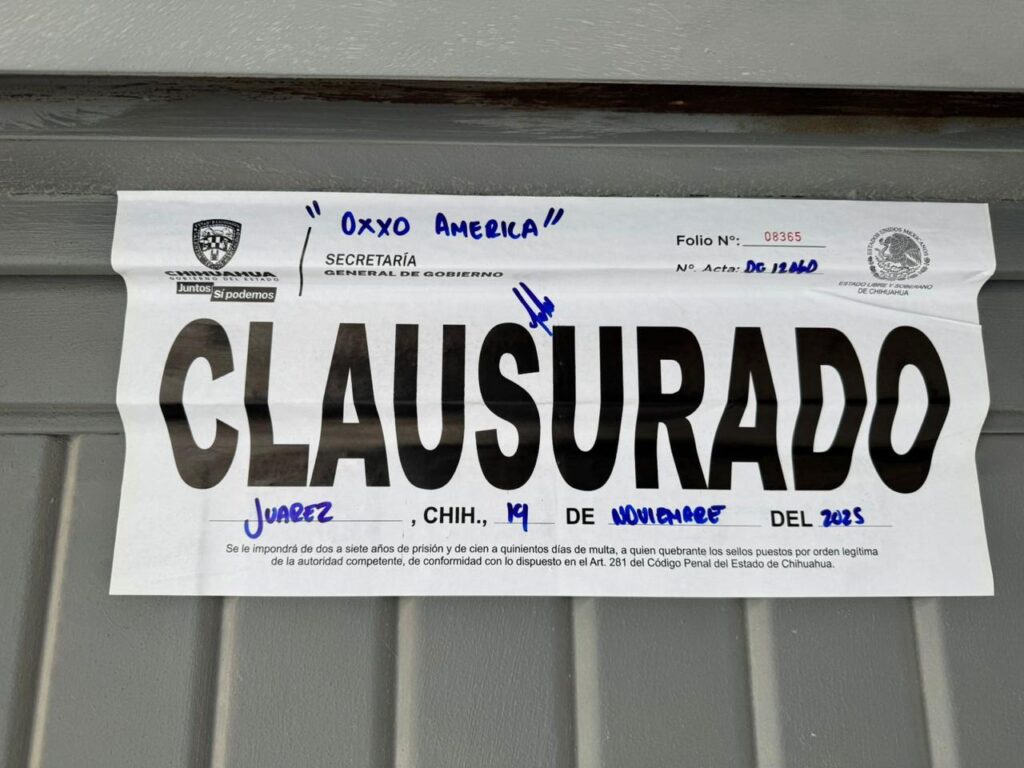 "OXXO AMERICA"
CHIHUAHUA
GOBIERNO DEL ESTADO
Juntos Sí podemos
SECRETARÍA
GENERAL DE GOBIERNO
Folio N°: 08365
N°. Acta: DG 12060
ESTADOS UNIDOS MEXICANOS
ESTADO LIBRE Y SOBERANO
DE CHIHUAHUA
CLAUSURADO
JUAREZ, CHIH., 19 DE NOVIEMBRE DEL 2025
Se le impondrá de dos a siete años de prisión y de cien a quinientos días de multa, a quien quebrante los sellos puestos por orden legitima
de la autoridad competente, de conformidad con lo dispuesto en el Art. 281 del Código Penal del Estado de Chihuahua.